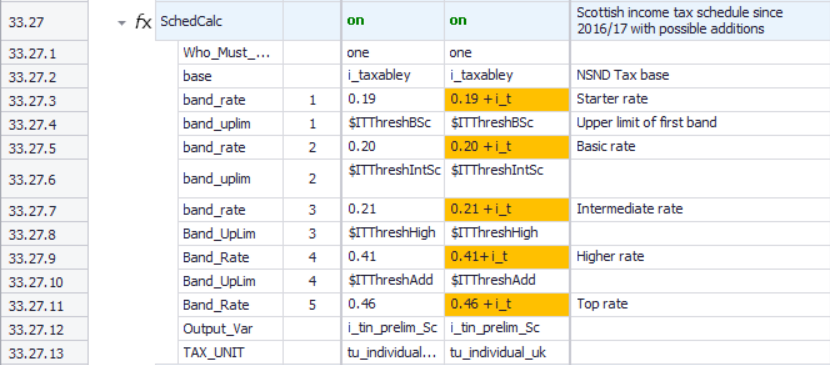 33.27 fx SchedCalc on on Scottish income tax schedule since
2016/17 with possible additions
33.27.1 Who_Must_... one one
33.27.2 base i_taxabley i_taxabley NSND Tax base
33.27.3 band_rate 1 0.19 0.19 + i_t Starter rate
33.27.4 band_uplim 1 $ITThreshBSc $ITThreshBSc Upper limit of first band
33.27.5 band_rate 2 0.20 0.20 + i_t Basic rate
33.27.6 band_uplim 2 $ITThreshIntSc $ITThreshIntSc
33.27.7 band_rate 3 0.21 0.21 + i_t Intermediate rate
33.27.8 Band_UpLim 3 $ITThreshHigh $ITThreshHigh
33.27.9 Band_Rate 4 0.41 0.41+ i_t Higher rate
33.27.10 Band_UpLim 4 $ITThreshAdd $ITThreshAdd
33.27.11 Band_Rate 5 0.46 0.46 + i_t Top rate
33.27.12 Output_Var i_tin_prelim_Sc i_tin_prelim_Sc
33.27.13 TAX_UNIT tu_individual... tu_individual_uk